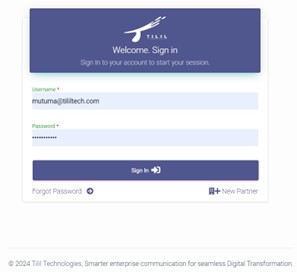 TILIL
Welcome. Sign in
Sign In to your account to start your session.
Username *
mutuma@tililtech.com
Password *
•••••••••••
Sign In
Forgot Password
New Partner
© 2024 Tilil Technologies, Smarter enterprise communication for seamless Digital Transformation.